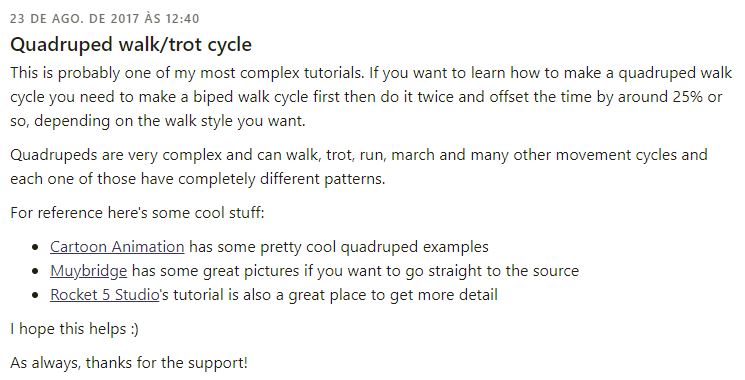 23 DE AGO. DE 2017 ÀS 12:40
Quadruped walk/trot cycle
This is probably one of my most complex tutorials. If you want to learn how to make a quadruped walk
cycle you need to make a biped walk cycle first then do it twice and offset the time by around 25% or
so, depending on the walk style you want.
Quadrupeds are very complex and can walk, trot, run, march and many other movement cycles and
each one of those have completely different patterns.
For reference here's some cool stuff:
• Cartoon Animation has some pretty cool quadruped examples
• Muybridge has some great pictures if you want to go straight to the source
• Rocket 5 Studio's tutorial is also a great place to get more detail
I hope this helps :)
As always, thanks for the support!